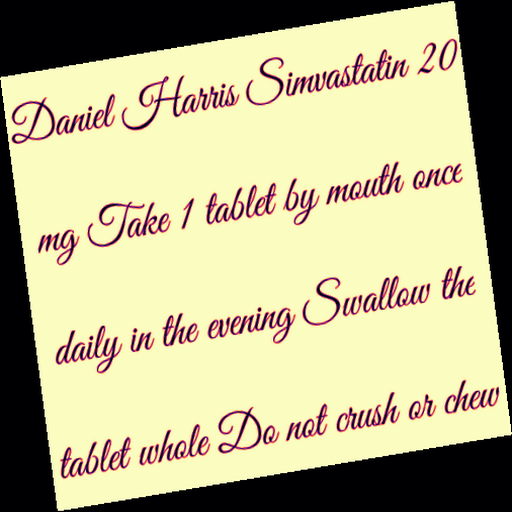 Daniel Harris Simvastatin 20
mg Take 1 tablet by mouth once
daily in the evening Swallow the
tablet whole Do not crush or chew